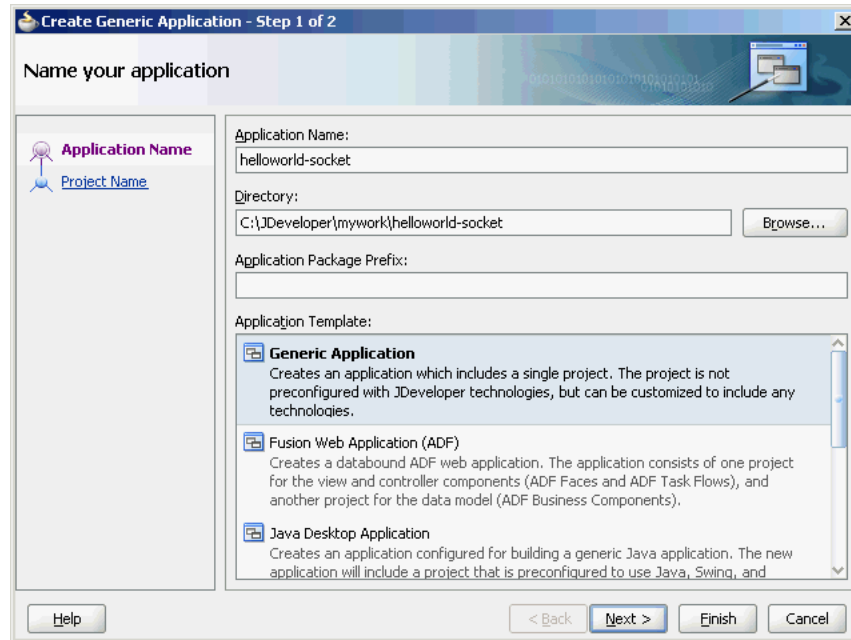 Create Generic Application - Step 1 of 2
Name your application
Application Name
Project Name
Application Name:
helloworld-socket
Directory:
C:\JDeveloper\mywork\helloworld-socket
Browse...
Application Package Prefix:
Application Template:
Generic Application
Creates an application which includes a single project. The project is not
preconfigured with JDeveloper technologies, but can be customized to include any
technologies.
Fusion Web Application (ADF)
Creates a databound ADF web application. The application consists of one project
for the view and controller components (ADF Faces and ADF Task Flows), and
another project for the data model (ADF Business Components).
Java Desktop Application
Creates an application configured for building a generic Java application. The new
application will include a project that is preconfigured to use Java, Swing, and
Help
< Back
Next >
Finish
Cancel